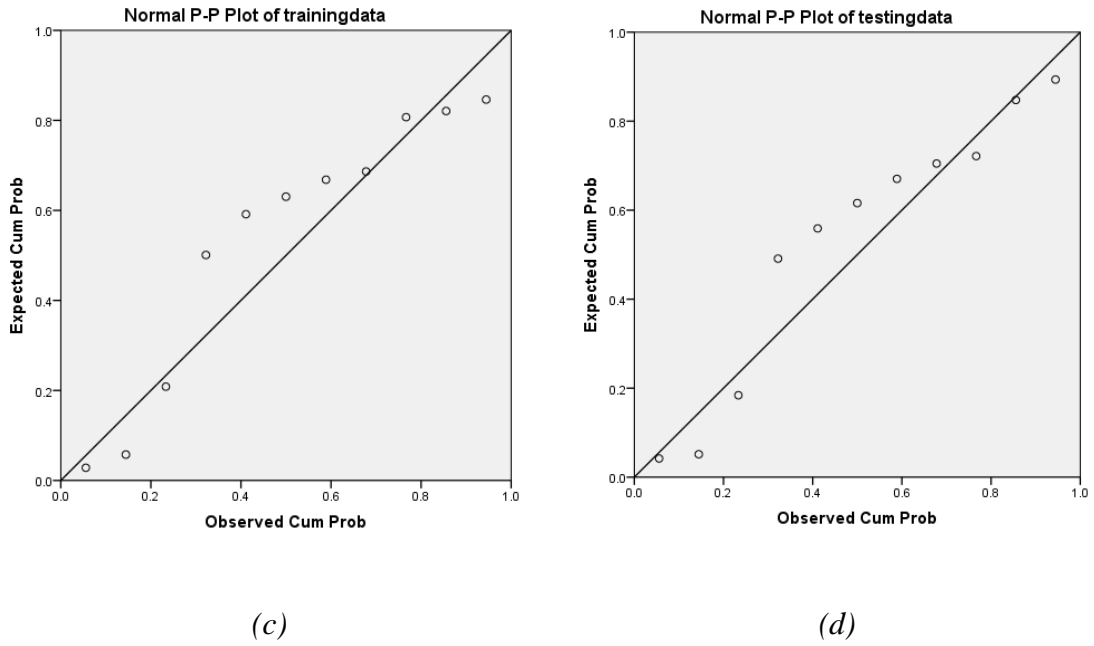 Normal P-P Plot of trainingdata
1.0
0.8
0.6
0.4
0.2
0.0
Expected Cum Prob
0.0 0.2 0.4 0.6 0.8 1.0
Observed Cum Prob
(c)
Normal P-P Plot of testingdata
1.0
0.8
0.6
0.4
0.2
0.0
Expected Cum Prob
0.0 0.2 0.4 0.6 0.8 1.0
Observed Cum Prob
(d)